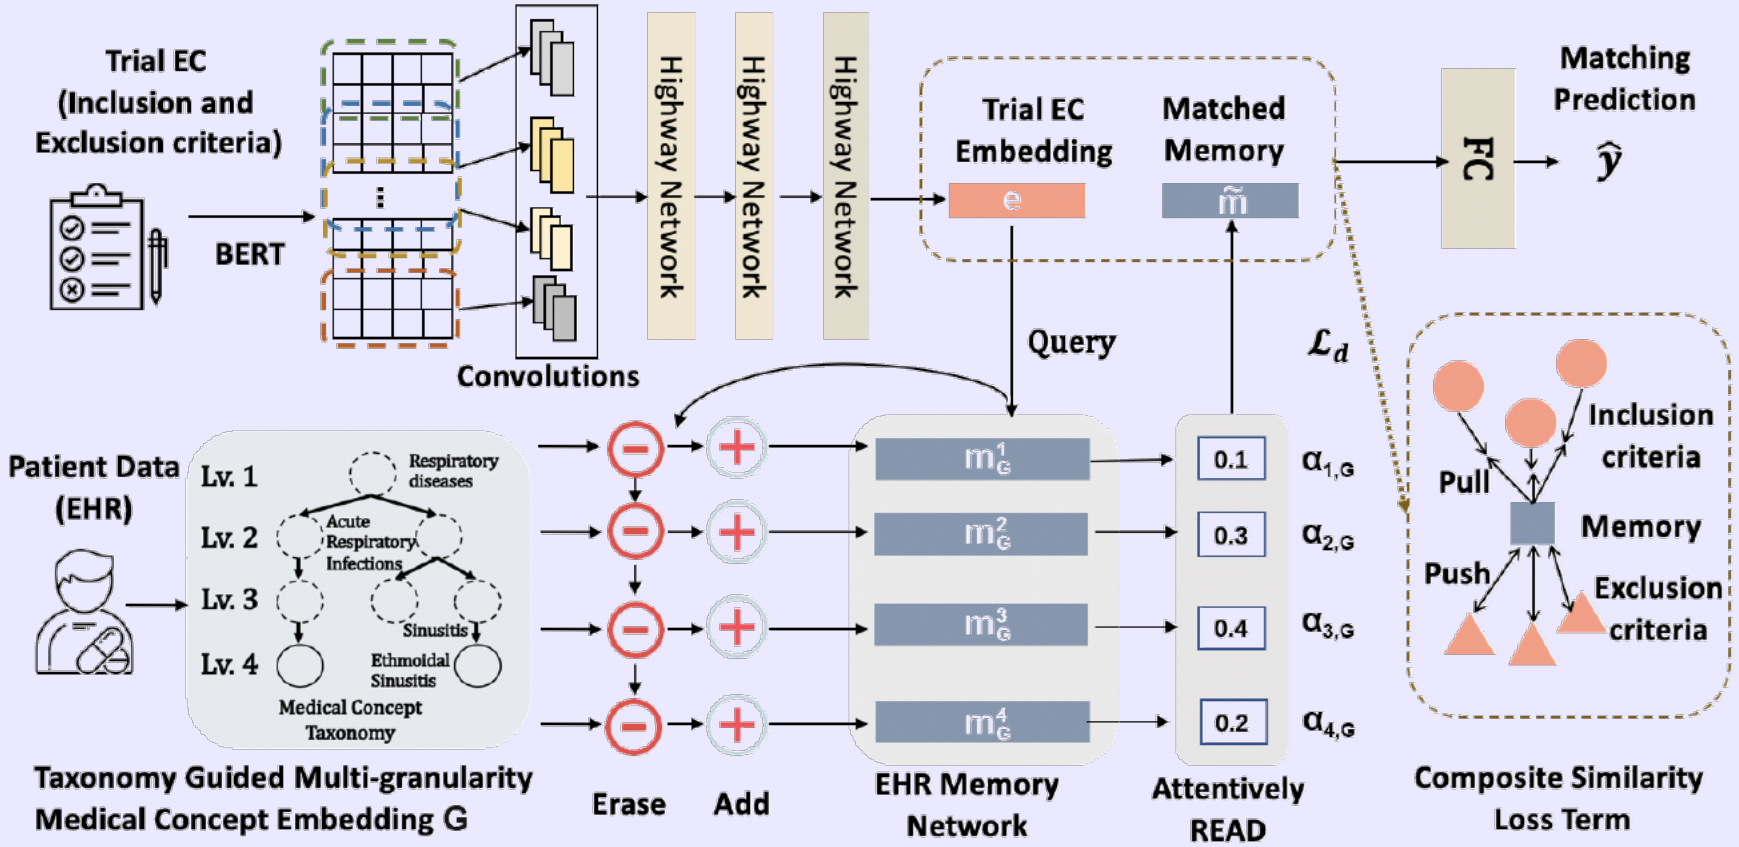 Trial EC
(Inclusion and
Exclusion criteria)
BERT
Convolutions
Highway Network
Highway Network
Highway Network
Trial EC
Embedding
e
Matched
Memory
m̃
FC
Matching
Prediction
ŷ
Query
ℒd
Patient Data
(EHR)
Lv. 1
Lv. 2
Lv. 3
Lv. 4
Respiratory
diseases
Acute
Respiratory
Infections
Sinusitis
Ethmoidal
Sinusitis
Medical Concept
Taxonomy
Taxonomy Guided Multi-granularity
Medical Concept Embedding G
Erase
Add
m¹G
m²G
m³G
m⁴G
EHR Memory
Network
0.1
0.3
0.4
0.2
α1,G
α2,G
α3,G
α4,G
Attentively
READ
Inclusion
criteria
Pull
Memory
Push
Exclusion
criteria
Composite Similarity
Loss Term